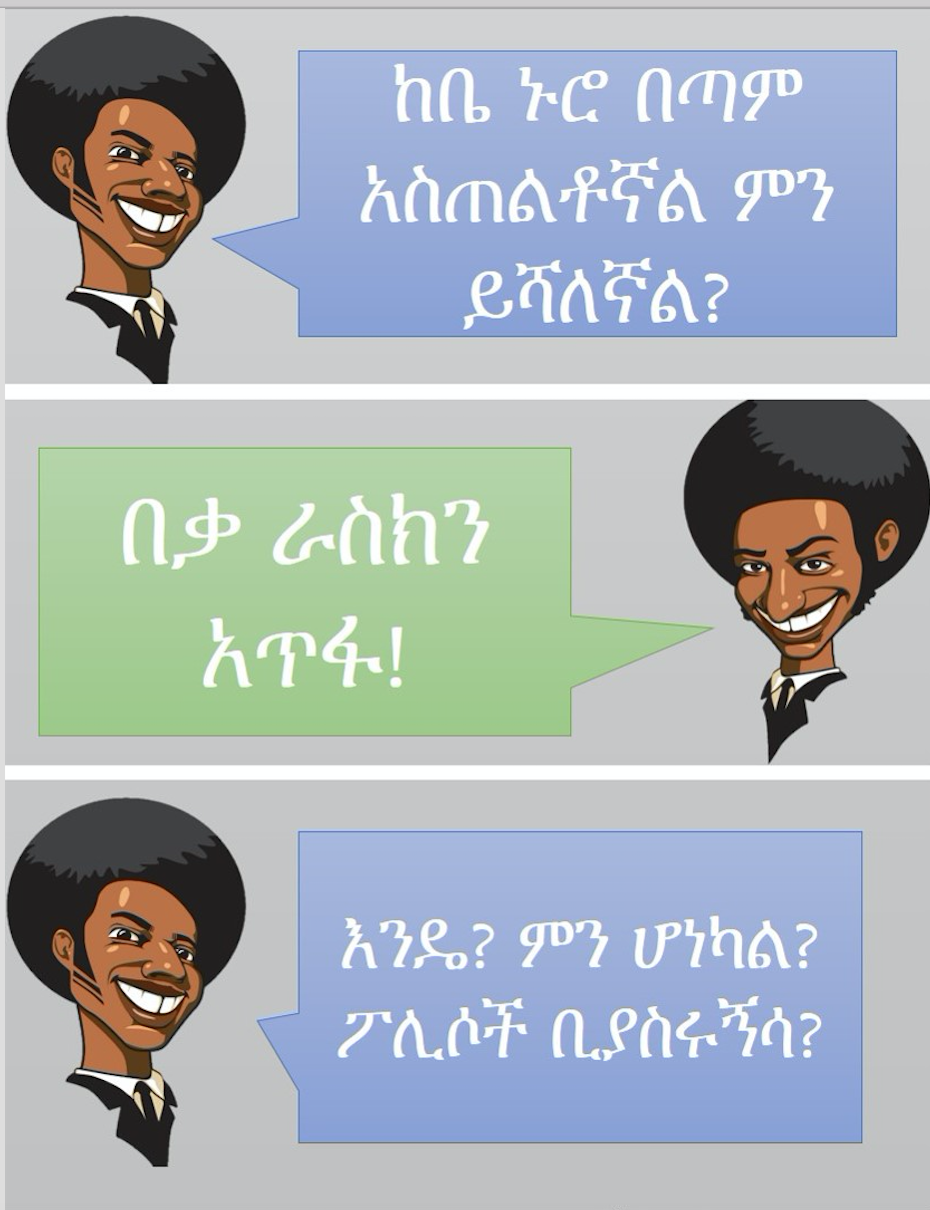 ከቤ ኑሮ በጣም
አስጠልቶኛል ምን
ይሻለኛል?
በቃ ራስክን
አጥፋ!
እንዴ? ምን ሆነካል?
ፖሊሶች ቢያስሩኝሳ?